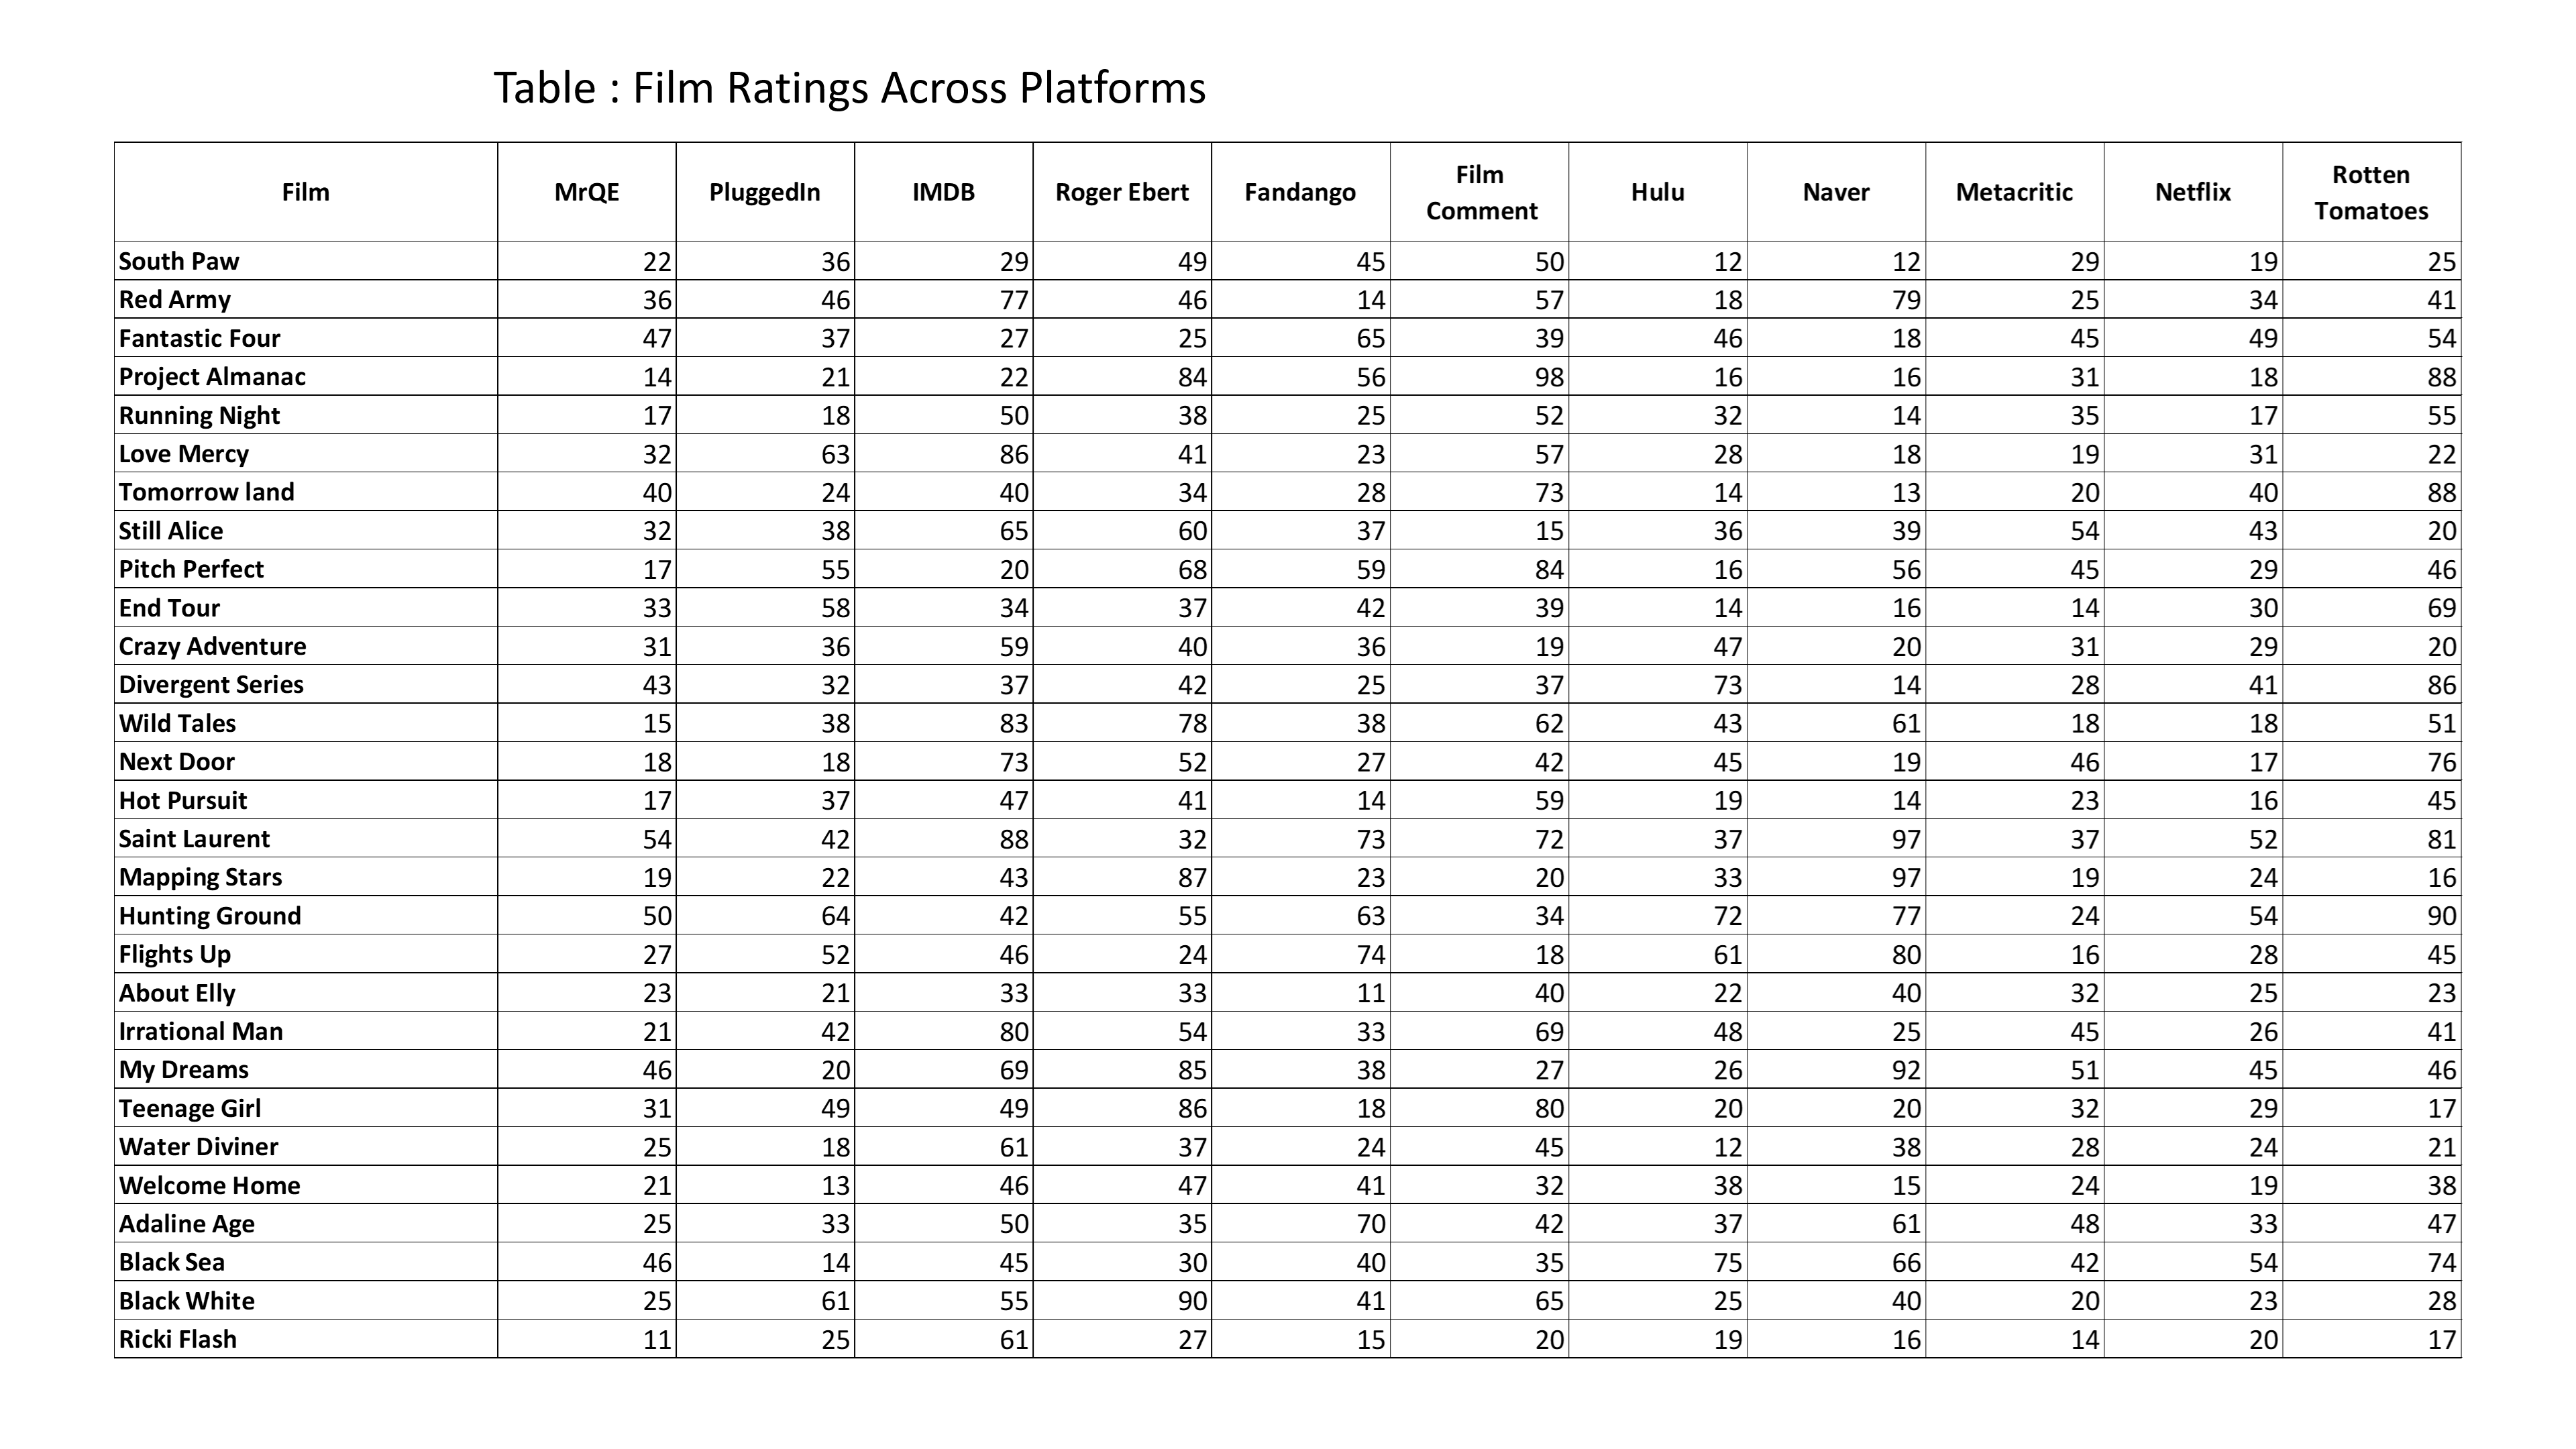 Table : Film Ratings Across Platforms
Film MrQE PluggedIn IMDB Roger Ebert Fandango Film Comment Hulu Naver Metacritic Netflix Rotten Tomatoes
South Paw 22 36 29 49 45 50 12 12 29 19 25
Red Army 36 46 77 46 14 57 18 79 25 34 41
Fantastic Four 47 37 27 25 65 39 46 18 45 49 54
Project Almanac 14 21 22 84 56 98 16 16 31 18 88
Running Night 17 18 50 38 25 52 32 14 35 17 55
Love Mercy 32 63 86 41 23 57 28 18 19 31 22
Tomorrow land 40 24 40 34 28 73 14 13 20 40 88
Still Alice 32 38 65 60 37 15 36 39 54 43 20
Pitch Perfect 17 55 20 68 59 84 16 56 45 29 46
End Tour 33 58 34 37 42 39 14 16 14 30 69
Crazy Adventure 31 36 59 40 36 19 47 20 31 29 20
Divergent Series 43 32 37 42 25 37 73 14 28 41 86
Wild Tales 15 38 83 78 38 62 43 61 18 18 51
Next Door 18 18 73 52 27 42 45 19 46 17 76
Hot Pursuit 17 37 47 41 14 59 19 14 23 16 45
Saint Laurent 54 42 88 32 73 72 37 97 37 52 81
Mapping Stars 19 22 43 87 23 20 33 97 19 24 16
Hunting Ground 50 64 42 55 63 34 72 77 24 54 90
Flights Up 27 52 46 24 74 18 61 80 16 28 45
About Elly 23 21 33 33 11 40 22 40 32 25 23
Irrational Man 21 42 80 54 33 69 48 25 45 26 41
My Dreams 46 20 69 85 38 27 26 92 51 45 46
Teenage Girl 31 49 49 86 18 80 20 20 32 29 17
Water Diviner 25 18 61 37 24 45 12 38 28 24 21
Welcome Home 21 13 46 47 41 32 38 15 24 19 38
Adaline Age 25 33 50 35 70 42 37 61 48 33 47
Black Sea 46 14 45 30 40 35 75 66 42 54 74
Black White 25 61 55 90 41 65 25 40 20 23 28
Ricki Flash 11 25 61 27 15 20 19 16 14 20 17